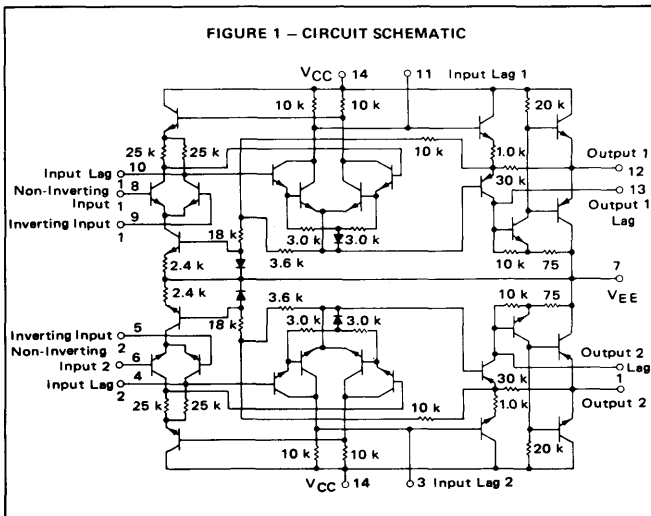 FIGURE 1 – CIRCUIT SCHEMATIC
VCC 14
11
Input Lag 1
10 k
10 k
20 k
25 k
25 k
10 k
1.0 k
Output 1
12
Input Lag
10
1
30 k
13
Non-Inverting
8
Input 1
1
Output 1
Lag
9
Inverting Input
1
18 k
3.0 k
3.0 k
3.6 k
10 k
75
2.4 k
7
VEE
2.4 k
3.6 k
10 k
75
18 k
3.0 k
3.0 k
5
Inverting Input
2
Non-Inverting
6
Input 2
4
Input Lag
2
Output 2
Lag
30 k
1
25 k
25 k
10 k
1.0 k
Output 2
20 k
10 k
10 k
VCC 14
3 Input Lag 2